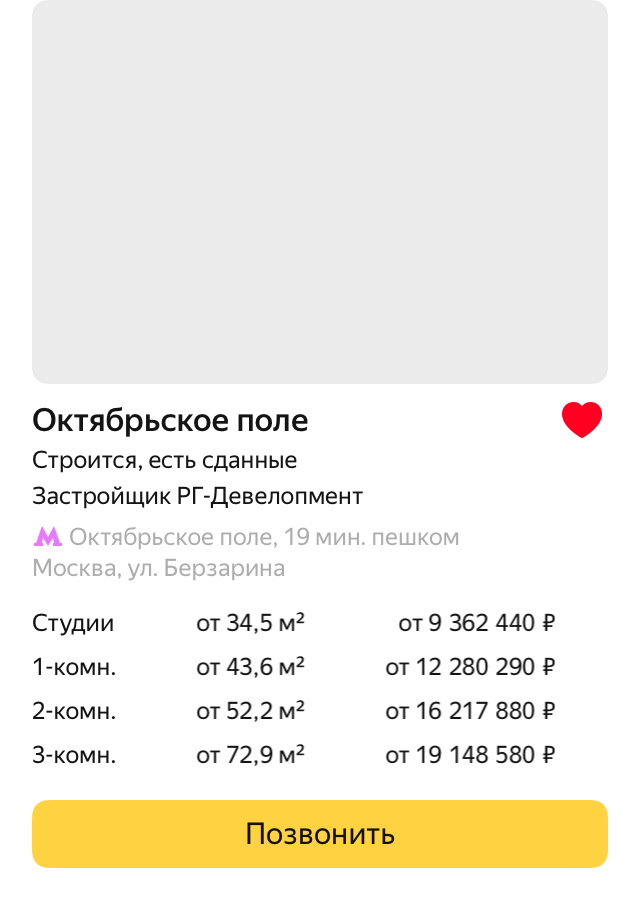 Октябрьское поле
Строится, есть сданные
Застройщик РГ-Девелопмент
Октябрьское поле, 19 мин. пешком
Москва, ул. Берзарина
Студии от 34,5 м² от 9 362 440 ₽
1-комн. от 43,6 м² от 12 280 290 ₽
2-комн. от 52,2 м² от 16 217 880 ₽
3-комн. от 72,9 м² от 19 148 580 ₽
Позвонить